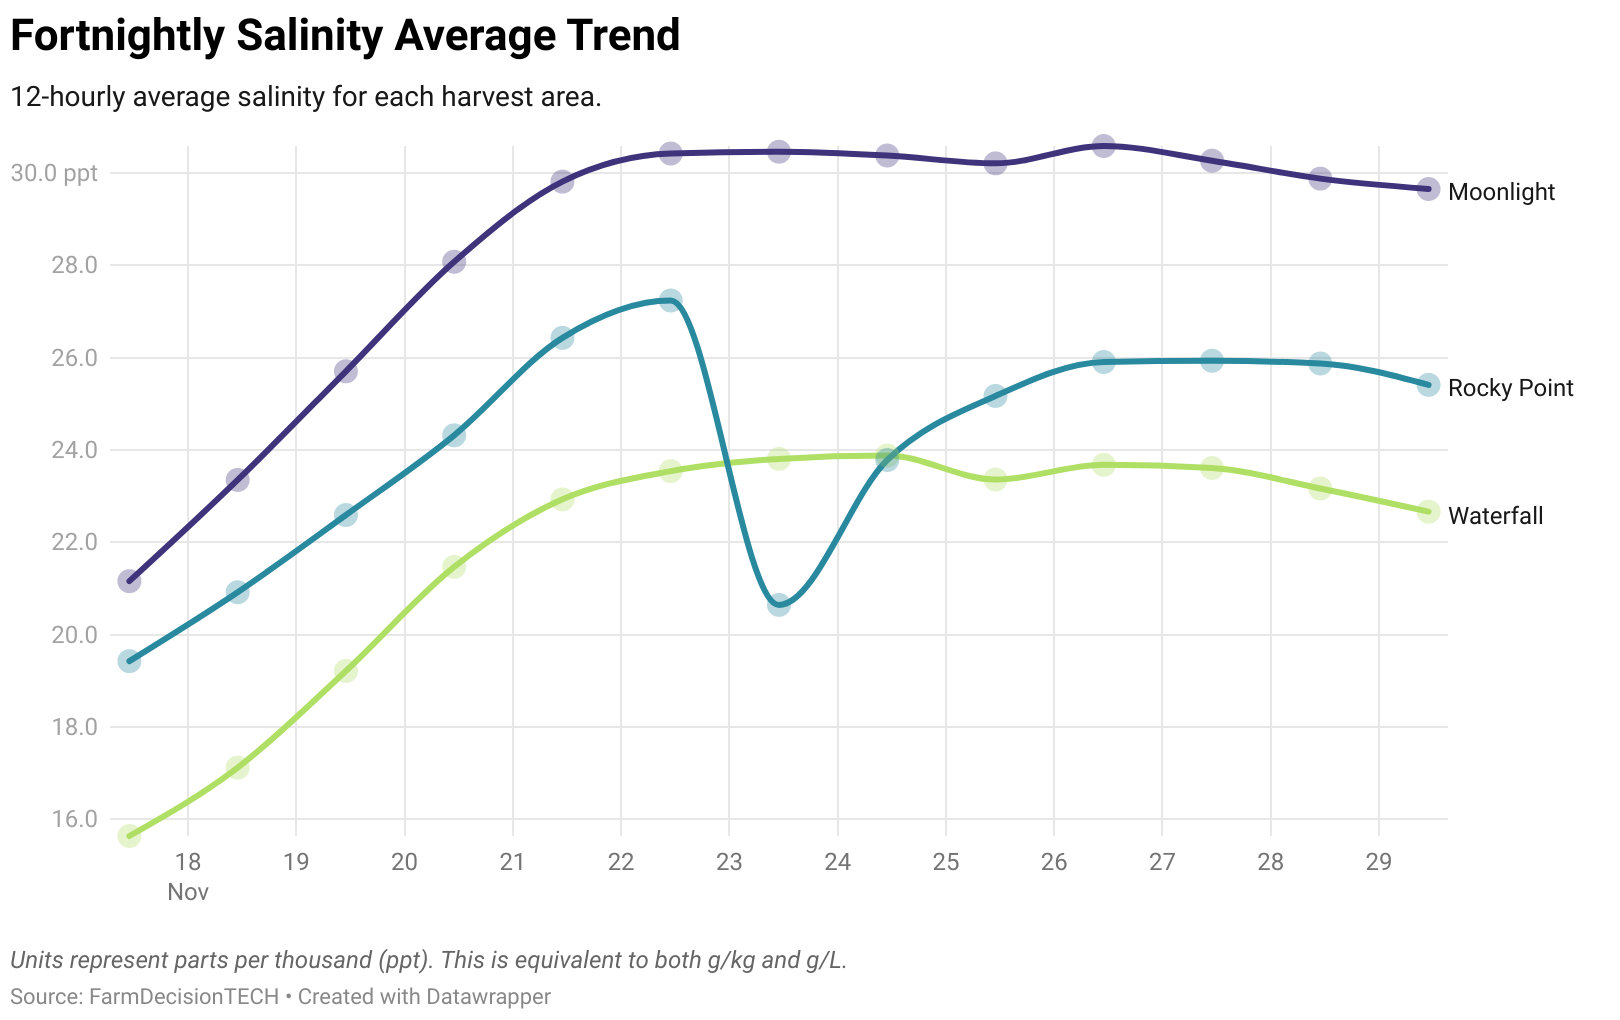 Fortnightly Salinity Average Trend
12-hourly average salinity for each harvest area.
30.0 ppt
28.0
26.0
24.0
22.0
20.0
18.0
16.0
Moonlight
Rocky Point
Waterfall
18 19 20 21 22 23 24 25 26 27 28 29
Nov
Units represent parts per thousand (ppt). This is equivalent to both g/kg and g/L.
Source: FarmDecisionTECH • Created with Datawrapper